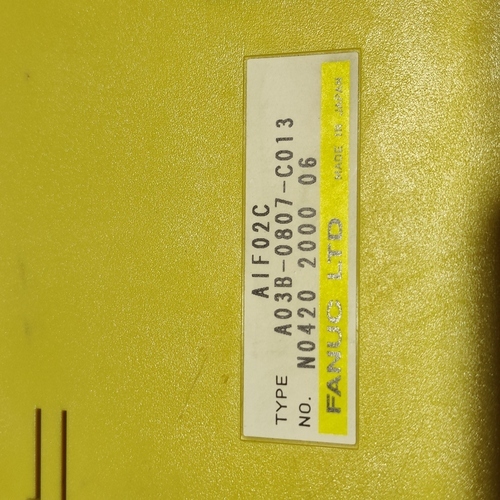 AIF02C
TYPE A03B-0807-C013
NO. N0420 2000 06
FANUC LTD MADE IN JAPAN